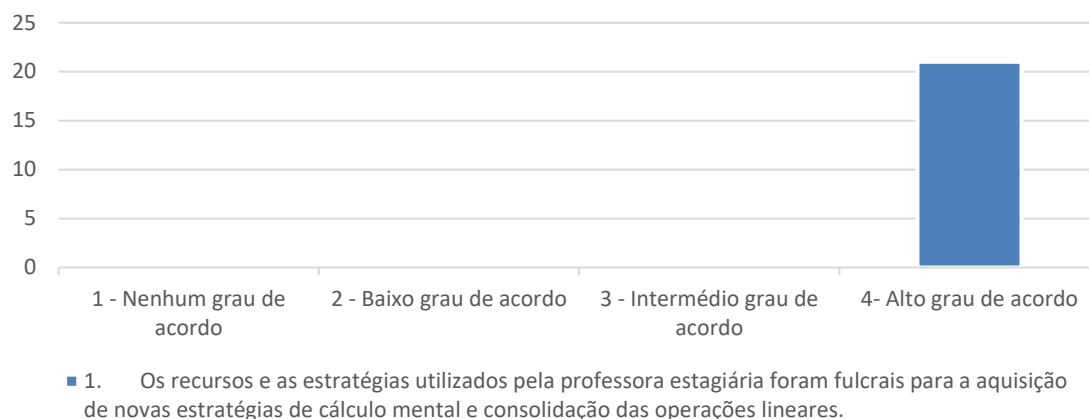 25
20
15
10
5
0
1 - Nenhum grau de acordo
2 - Baixo grau de acordo
3 - Intermédio grau de acordo
4- Alto grau de acordo
1. Os recursos e as estratégias utilizados pela professora estagiária foram fulcrais para a aquisição
de novas estratégias de cálculo mental e consolidação das operações lineares.